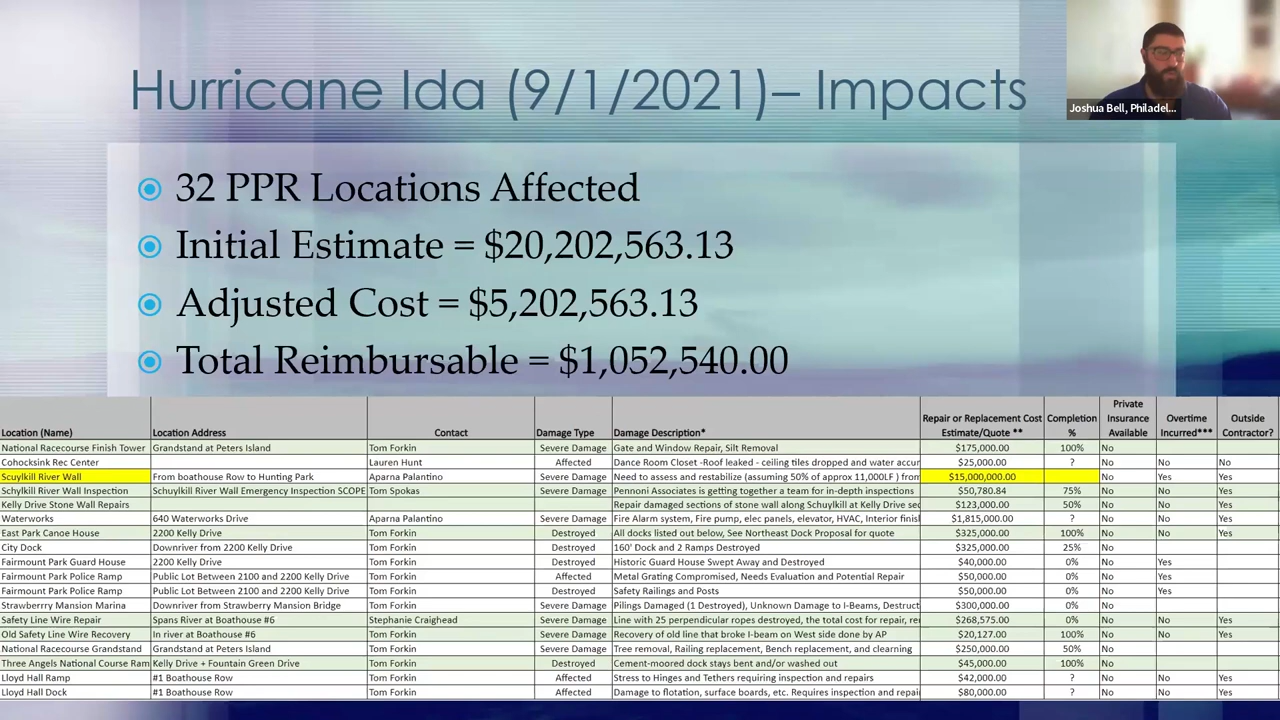 Hurricane Ida (9/1/2021)– Impacts
Joshua Bell, Philadel...
32 PPR Locations Affected
Initial Estimate = $20,202,563.13
Adjusted Cost = $5,202,563.13
Total Reimbursable = $1,052,540.00
Location (Name) Location Address Contact Damage Type Damage Description* Repair or Replacement Cost Estimate/Quote ** Completion % Private Insurance Available Overtime Incurred*** Outside Contractor?
National Racecourse Finish Tower Grandstand at Peters Island Tom Forkin Severe Damage Gate and Window Repair, Silt Removal $175,000.00 100% No
Cohocksink Rec Center Lauren Hunt Affected Dance Room Closet -Roof leaked - ceiling tiles dropped and water accur $25,000.00 ? No No No
Scuylkill River Wall From boathouse Row to Hunting Park Aparna Palantino Severe Damage Need to assess and restabilize (assuming 50% of approx 11,000LF ) from $15,000,000.00 No Yes Yes
Schylkill River Wall Inspection Schuylkill River Wall Emergency Inspection SCOPE Tom Spokas Severe Damage Pennoni Associates is getting together a team for in-depth inspections $50,780.84 75% No No Yes
Kelly Drive Stone Wall Repairs Repair damaged sections of stone wall along Schuylkill at Kelly Drive sec $123,000.00 50% No No Yes
Waterworks 640 Waterworks Drive Aparna Palantino Severe Damage Fire Alarm system, Fire pump, elec panels, elevator, HVAC, Interior finish $1,815,000.00 ? No No Yes
East Park Canoe House 2200 Kelly Drive Tom Forkin Destroyed All docks listed out below, See Northeast Dock Proposal for quote $325,000.00 100% No No Yes
City Dock Downriver from 2200 Kelly Drive Tom Forkin Destroyed 160' Dock and 2 Ramps Destroyed $325,000.00 25% No
Fairmount Park Guard House 2200 Kelly Drive Tom Forkin Destroyed Historic Guard House Swept Away and Destroyed $40,000.00 0% No Yes
Fairmount Park Police Ramp Public Lot Between 2100 and 2200 Kelly Drive Tom Forkin Affected Metal Grating Compromised, Needs Evaluation and Potential Repair $50,000.00 0% No Yes
Fairmount Park Police Ramp Public Lot Between 2100 and 2200 Kelly Drive Tom Forkin Destroyed Safety Railings and Posts $50,000.00 0% No Yes
Strawberrry Mansion Marina Downriver from Strawberry Mansion Bridge Tom Forkin Severe Damage Pilings Damaged (1 Destroyed), Unknown Damage to I-Beams, Destruct $300,000.00 0% No
Safety Line Wire Repair Spans River at Boathouse #6 Stephanie Craighead Severe Damage Line with 25 perpendicular ropes destroyed, the total cost for repair, rem $268,575.00 0% No No Yes
Old Safety Line Wire Recovery In river at Boathouse #6 Tom Forkin Severe Damage Recovery of old line that broke I-beam on West side done by AP $20,127.00 100% No No Yes
National Racecourse Grandstand Tom Forkin Severe Damage Tree removal, Railing replacement, Bench replacement, and clearning $250,000.00 50% No
Three Angels National Course Ram Kelly Drive + Fountain Green Drive Tom Forkin Destroyed Cement-moored dock stays bent and/or washed out $45,000.00 100% No
Lloyd Hall Ramp #1 Boathouse Row Tom Forkin Affected Stress to Hinges and Tethers requiring inspection and repairs $42,000.00 ? No No Yes
Lloyd Hall Dock #1 Boathouse Row Tom Forkin Affected Damage to flotation, surface boards, etc. Requires inspection and repai $80,000.00 ? No No Yes